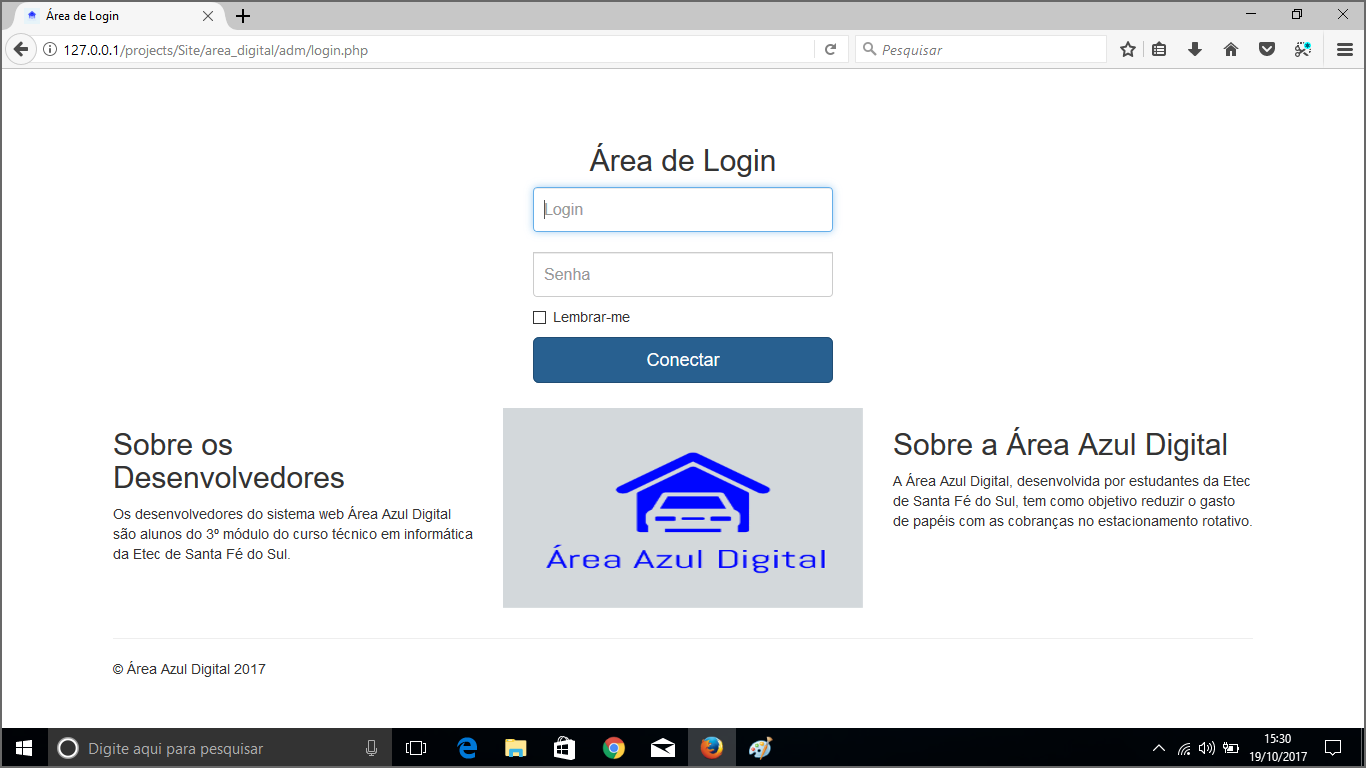 Área de Login
127.0.0.1/projects/Site/area_digital/adm/login.php
Pesquisar
Área de Login
Login
Senha
Lembrar-me
Conectar
Sobre os
Desenvolvedores
Os desenvolvedores do sistema web Área Azul Digital
são alunos do 3º módulo do curso técnico em informática
da Etec de Santa Fé do Sul.
Área Azul Digital
Sobre a Área Azul Digital
A Área Azul Digital, desenvolvida por estudantes da Etec
de Santa Fé do Sul, tem como objetivo reduzir o gasto
de papéis com as cobranças no estacionamento rotativo.
© Área Azul Digital 2017
Digite aqui para pesquisar
15:30
19/10/2017